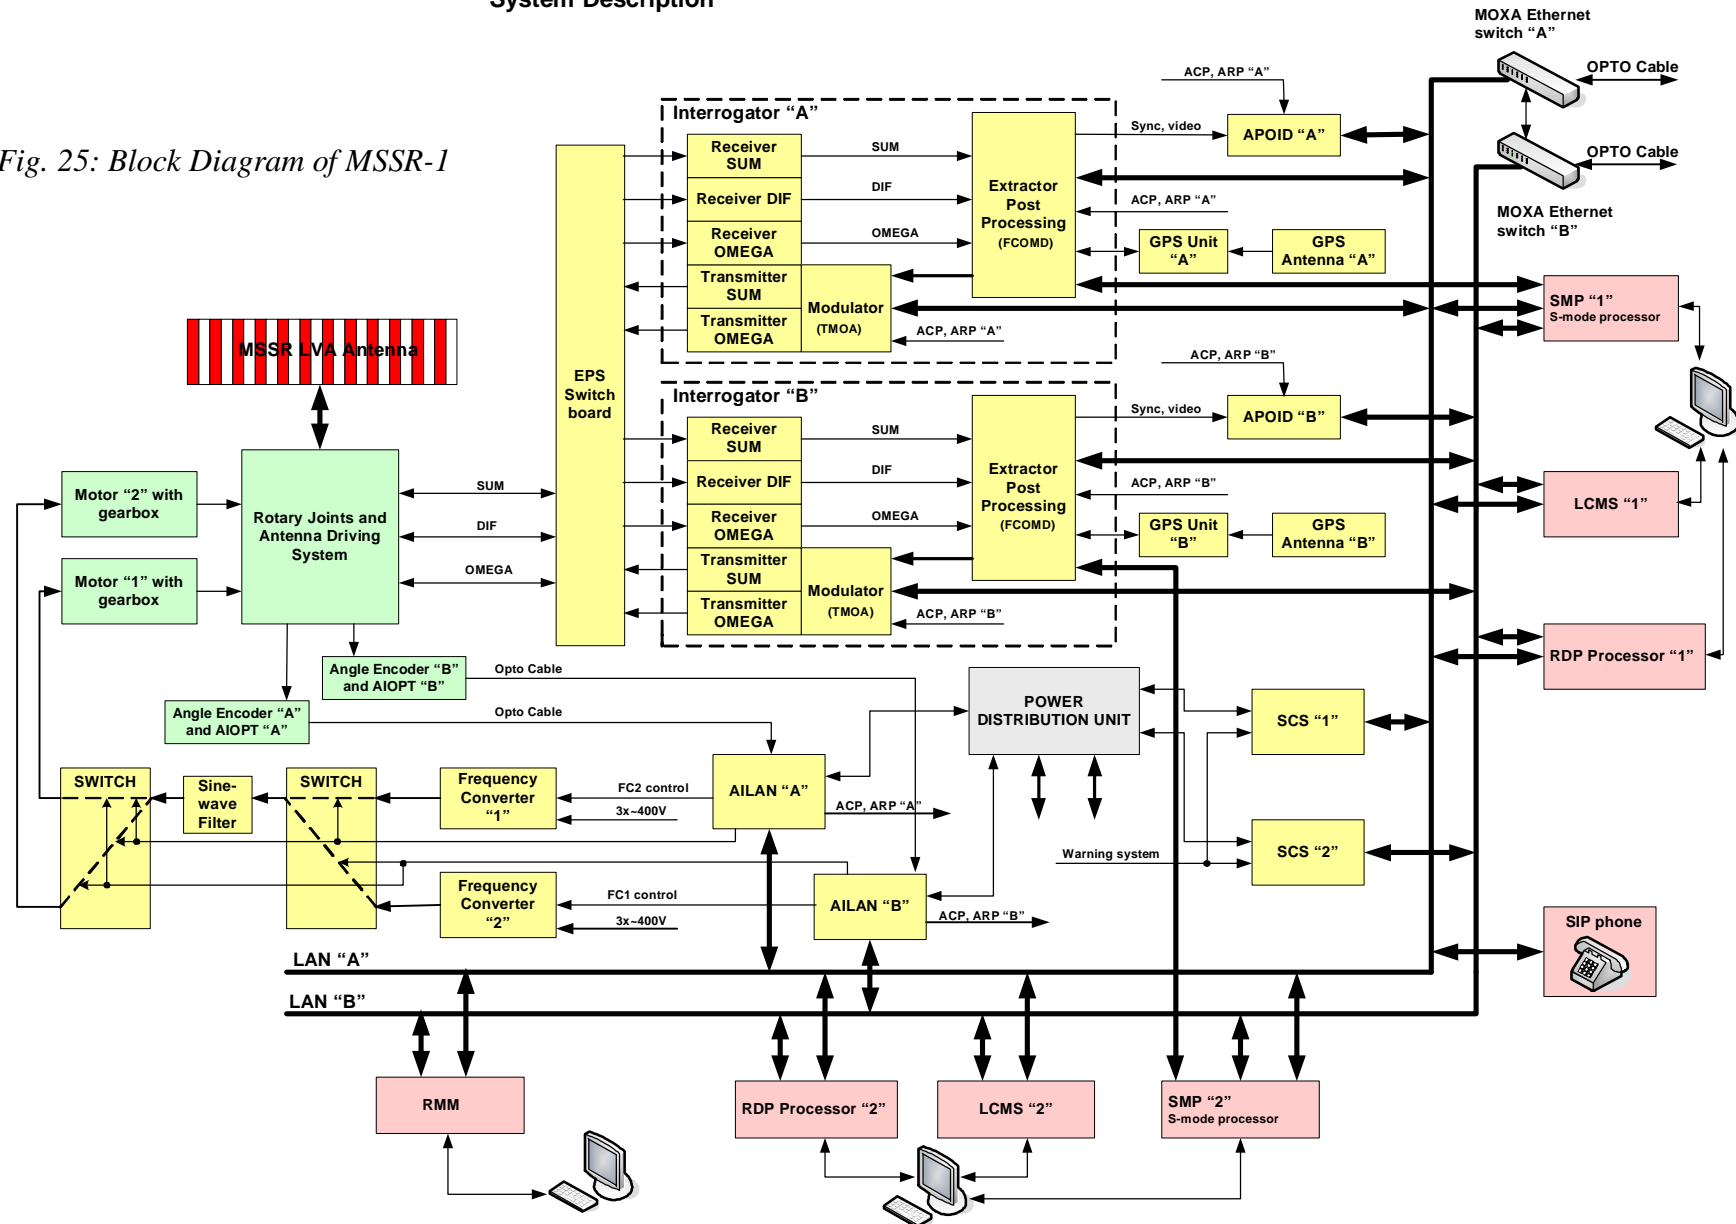 System Description
Fig. 25: Block Diagram of MSSR-1
MOXA Ethernet
switch “A”
OPTO Cable
OPTO Cable
MOXA Ethernet
switch “B”
Interrogator “A”
Receiver
SUM
Receiver DIF
Receiver
OMEGA
Transmitter
SUM
Transmitter
OMEGA
Modulator
(TMOA)
SUM
DIF
OMEGA
ACP, ARP “A”
Extractor
Post
Processing
(FCOMD)
ACP, ARP “A”
Sync, video
APOID “A”
ACP, ARP “A”
GPS Unit
“A”
GPS
Antenna “A”
SMP “1”
S-mode processor
MSSR LVA Antenna
EPS
Switch
board
Interrogator “B”
Receiver
SUM
Receiver DIF
Receiver
OMEGA
Transmitter
SUM
Transmitter
OMEGA
Modulator
(TMOA)
SUM
DIF
OMEGA
ACP, ARP “B”
Extractor
Post
Processing
(FCOMD)
ACP, ARP “B”
Sync, video
APOID “B”
ACP, ARP “B”
GPS Unit
“B”
GPS
Antenna “B”
LCMS “1”
RDP Processor “1”
Motor “2” with
gearbox
Motor “1” with
gearbox
Rotary Joints and
Antenna Driving
System
SUM
DIF
OMEGA
Angle Encoder “B”
and AIOPT “B”
Opto Cable
Angle Encoder “A”
and AIOPT “A”
Opto Cable
POWER
DISTRIBUTION UNIT
SCS “1”
SCS “2”
Warning system
SWITCH
Sine-
wave
Filter
SWITCH
Frequency
Converter
“1”
FC2 control
3x~400V
AILAN “A”
ACP, ARP “A”
Frequency
Converter
“2”
FC1 control
3x~400V
AILAN “B”
ACP, ARP “B”
SIP phone
LAN “A”
LAN “B”
RMM
RDP Processor “2”
LCMS “2”
SMP “2”
S-mode processor